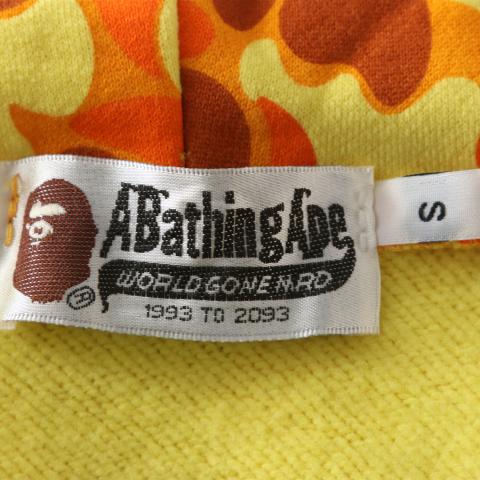 ABathingApe
WORLD GONE MAD
1993 TO 2093
®
S